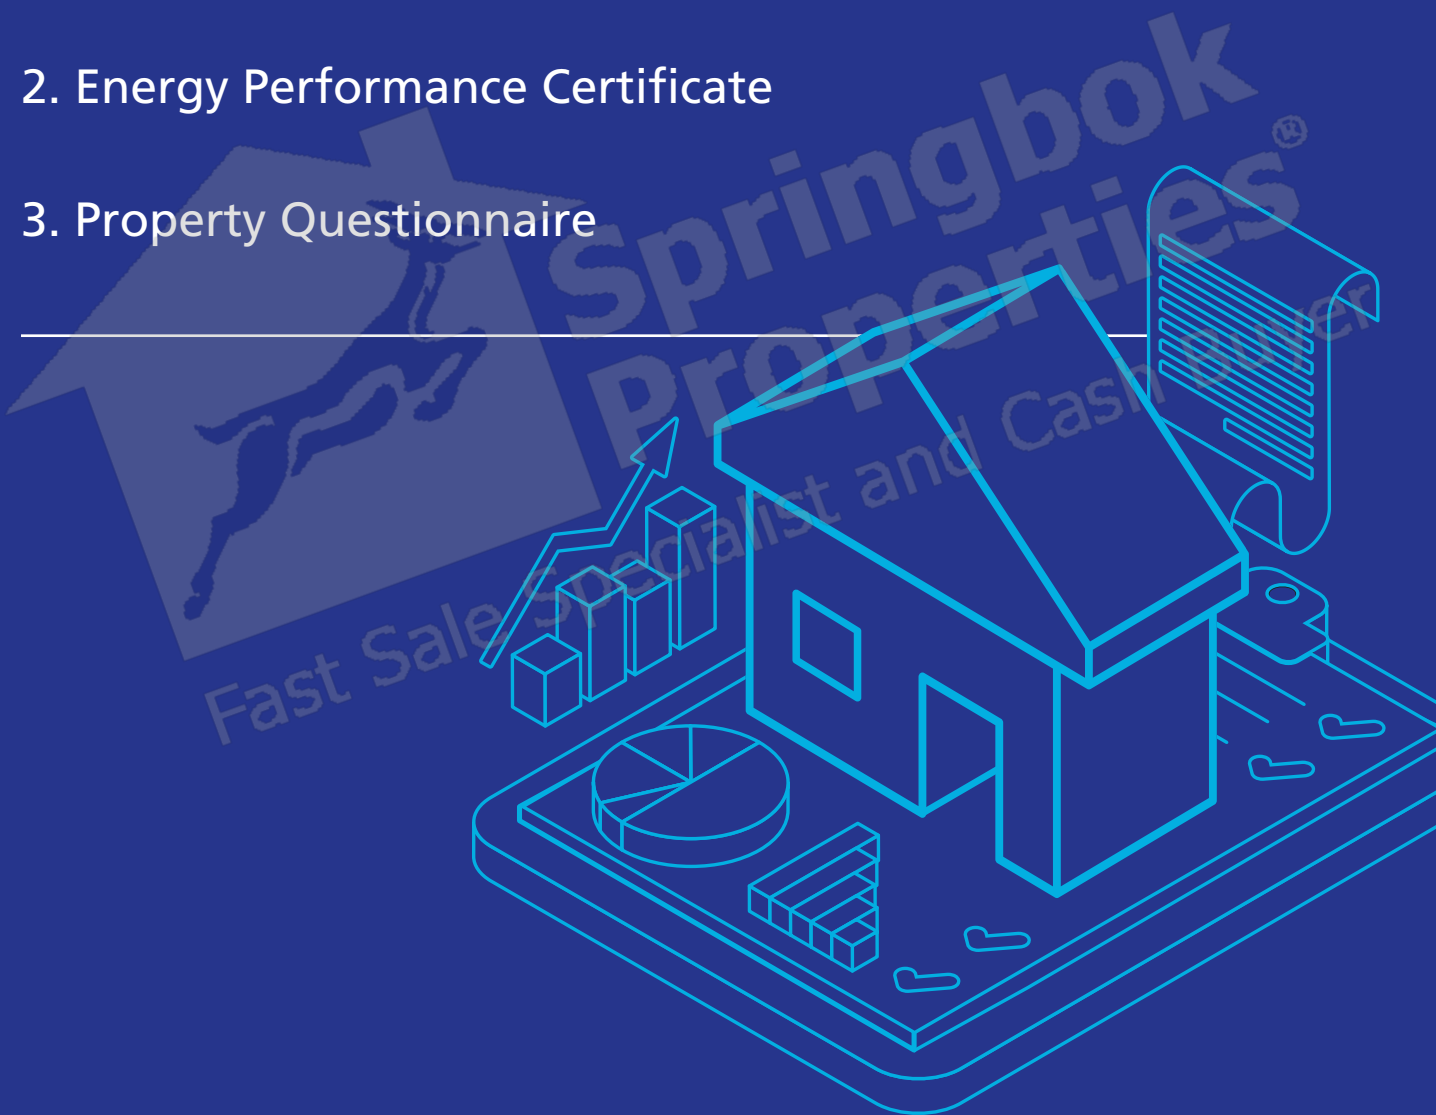 2. Energy Performance Certificate
3. Property Questionnaire
Springbok
Properties®
Fast Sale Specialist and Cash Buyer